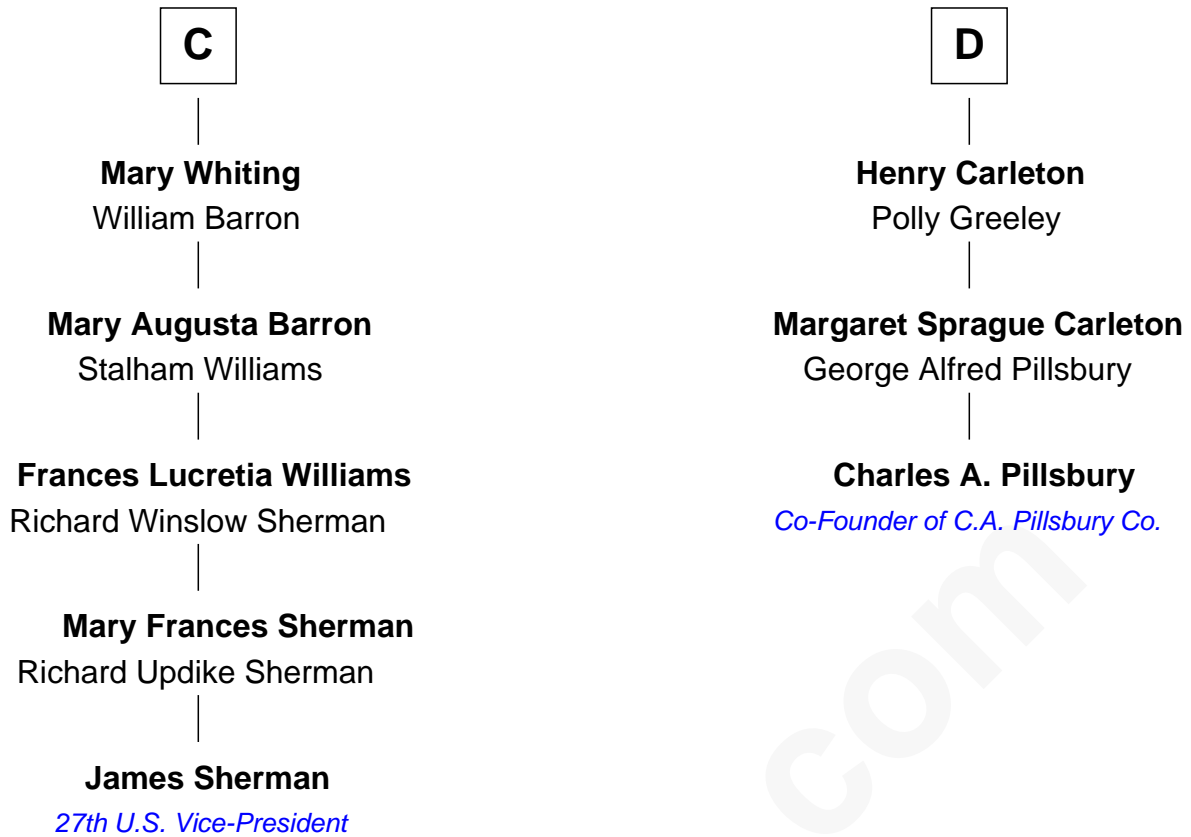 C
Mary Whiting
William Barron
Mary Augusta Barron
Stalham Williams
Frances Lucretia Williams
Richard Winslow Sherman
Mary Frances Sherman
Richard Updike Sherman
James Sherman
27th U.S. Vice-President
D
Henry Carleton
Polly Greeley
Margaret Sprague Carleton
George Alfred Pillsbury
Charles A. Pillsbury
Co-Founder of C.A. Pillsbury Co.
com